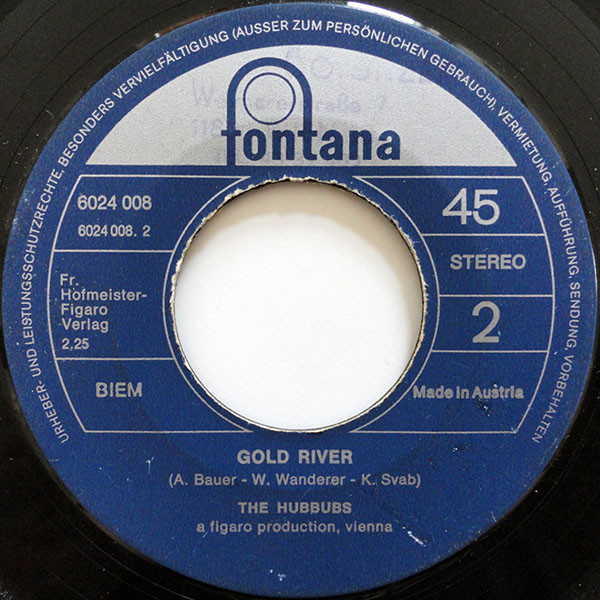 URHEBER- UND LEISTUNGSSCHUTZRECHTE, BESONDERS VERVIELFÄLTIGUNG (AUSSER ZUM PERSÖNLICHEN GEBRAUCH), VERMIETUNG, AUFFÜHRUNG, SENDUNG, VORBEHALTEN
fontana
6024 008
6024 008. 2
45
STEREO
Fr.
Hofmeister-
Figaro
Verlag
2,25
2
BIEM
Made in Austria
GOLD RIVER
(A. Bauer - W. Wanderer - K. Svab)
THE HUBBUBS
a figaro production, vienna